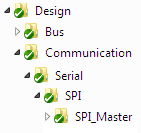 Design
Bus
Communication
Serial
SPI
SPI_Master